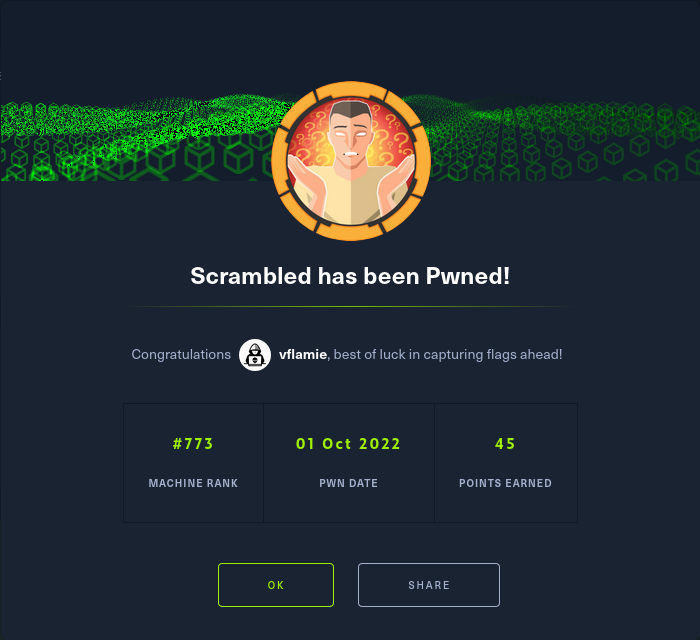 Scrambled has been Pwned!
Congratulations vflamie, best of luck in capturing flags ahead!
#773 01 Oct 2022 45
MACHINE RANK PWN DATE POINTS EARNED
OK SHARE